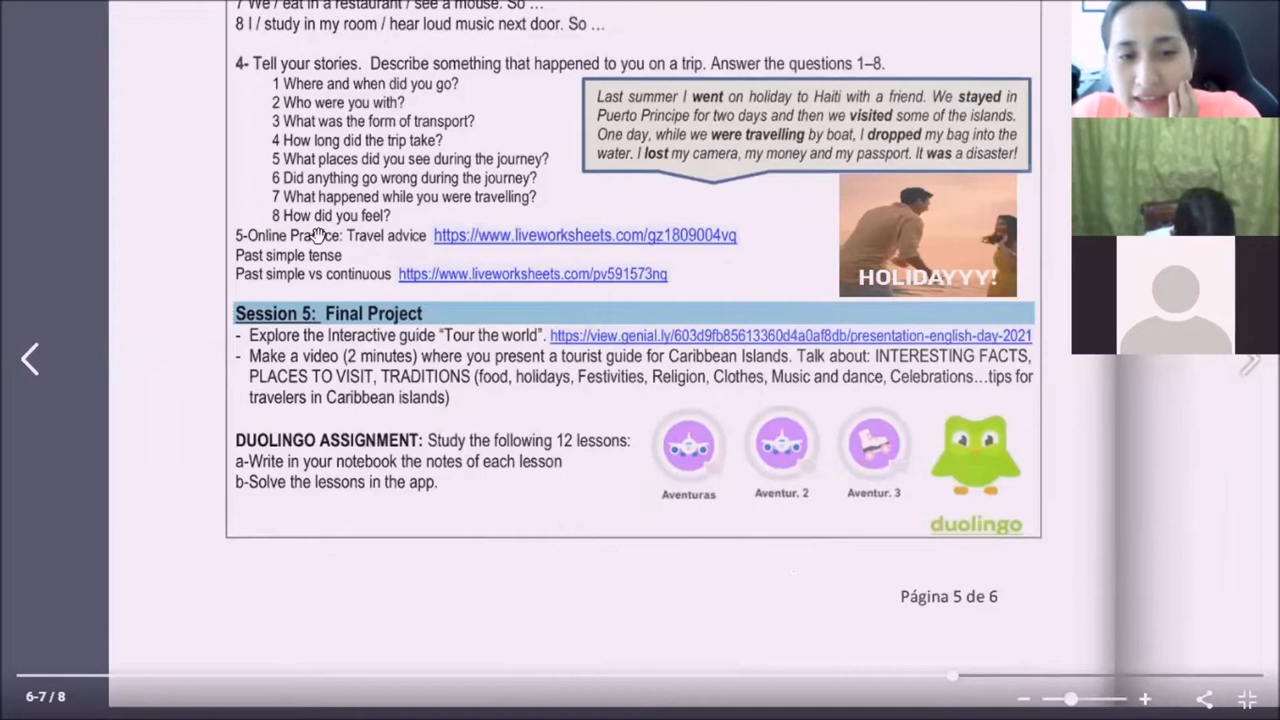 7 We / eat in a restaurant / see a mouse. So …
8 I / study in my room / hear loud music next door. So …
4- Tell your stories. Describe something that happened to you on a trip. Answer the questions 1–8.
1 Where and when did you go?
2 Who were you with?
3 What was the form of transport?
4 How long did the trip take?
5 What places did you see during the journey?
6 Did anything go wrong during the journey?
7 What happened while you were travelling?
8 How did you feel?
Last summer I went on holiday to Haiti with a friend. We stayed in
Puerto Principe for two days and then we visited some of the islands.
One day, while we were travelling by boat, I dropped my bag into the
water. I lost my camera, my money and my passport. It was a disaster!
HOLIDAYYY!
5-Online Practice: Travel advice https://www.liveworksheets.com/gz1809004vq
Past simple tense
Past simple vs continuous https://www.liveworksheets.com/pv591573nq
Session 5: Final Project
- Explore the Interactive guide “Tour the world”. https://view.genial.ly/603d9fb85613360d4a0af8db/presentation-english-day-2021
- Make a video (2 minutes) where you present a tourist guide for Caribbean Islands. Talk about: INTERESTING FACTS,
PLACES TO VISIT, TRADITIONS (food, holidays, Festivities, Religion, Clothes, Music and dance, Celebrations…tips for
travelers in Caribbean islands)
DUOLINGO ASSIGNMENT: Study the following 12 lessons:
a-Write in your notebook the notes of each lesson
b-Solve the lessons in the app.
Aventuras
Aventur. 2
Aventur. 3
duolingo
Página 5 de 6
6-7 / 8